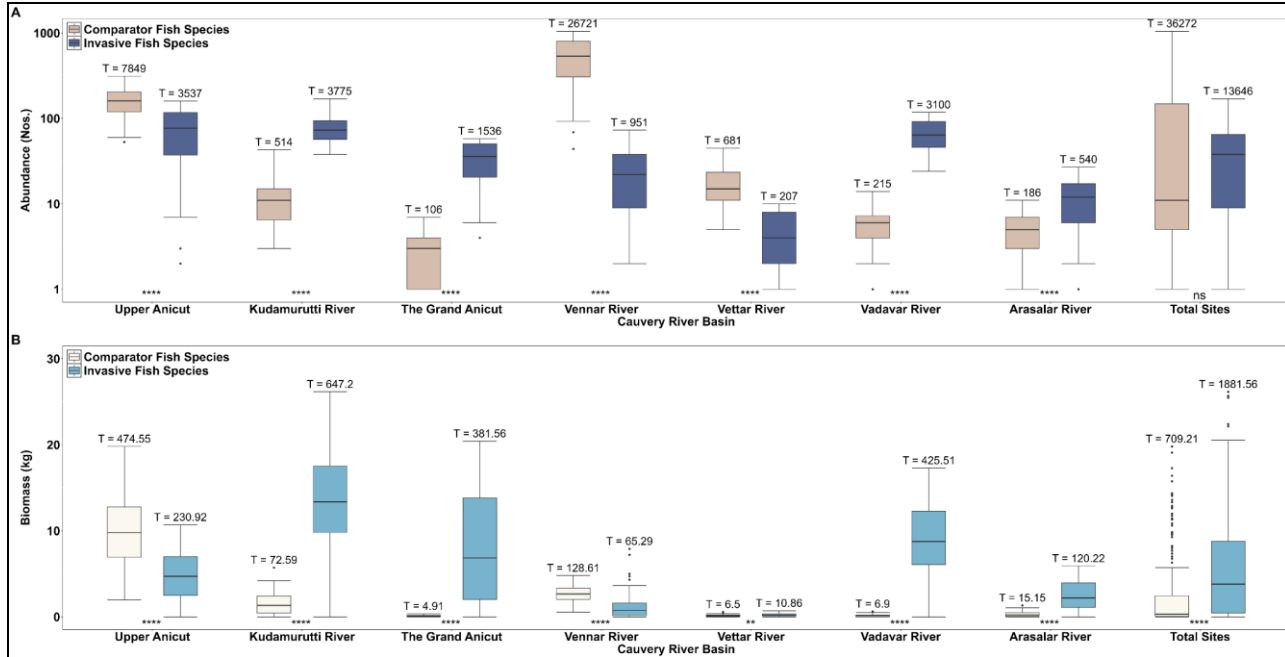 A
Comparator Fish Species
Invasive Fish Species
Abundance (Nos.)
1000
100
10
1
T = 7849
T = 3537
T = 514
T = 3775
T = 106
T = 1536
T = 26721
T = 951
T = 681
T = 207
T = 215
T = 3100
T = 186
T = 540
T = 36272
T = 13646
**** **** **** **** **** **** **** ns
Upper Anicut Kudamurutti River The Grand Anicut Vennar River Vettar River Vadavar River Arasalar River Total Sites
Cauvery River Basin
B
Comparator Fish Species
Invasive Fish Species
Biomass (kg)
30
20
10
0
T = 474.55
T = 230.92
T = 72.59
T = 647.2
T = 4.91
T = 381.56
T = 128.61
T = 65.29
T = 6.5
T = 10.86
T = 6.9
T = 425.51
T = 15.15
T = 120.22
T = 709.21
T = 1881.56
**** **** **** **** ** **** **** ****
Upper Anicut Kudamurutti River The Grand Anicut Vennar River Vettar River Vadavar River Arasalar River Total Sites
Cauvery River Basin